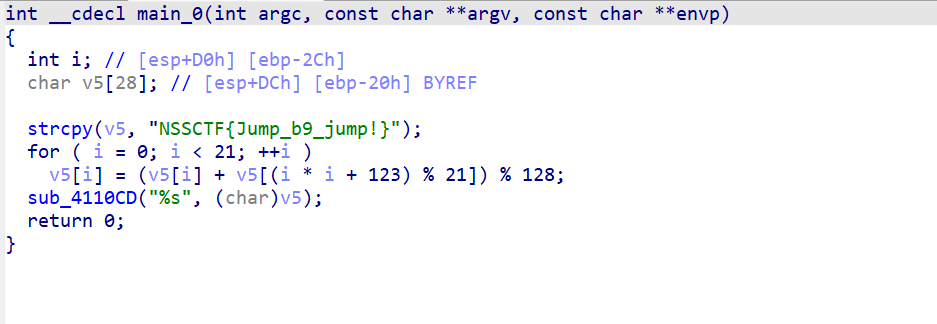 int __cdecl main_0(int argc, const char **argv, const char **envp)
{
  int i; // [esp+D0h] [ebp-2Ch]
  char v5[28]; // [esp+DCh] [ebp-20h] BYREF

  strcpy(v5, "NSSCTF{Jump_b9_jump!}");
  for ( i = 0; i < 21; ++i )
    v5[i] = (v5[i] + v5[(i * i + 123) % 21]) % 128;
  sub_4110CD("%s", (char)v5);
  return 0;
}